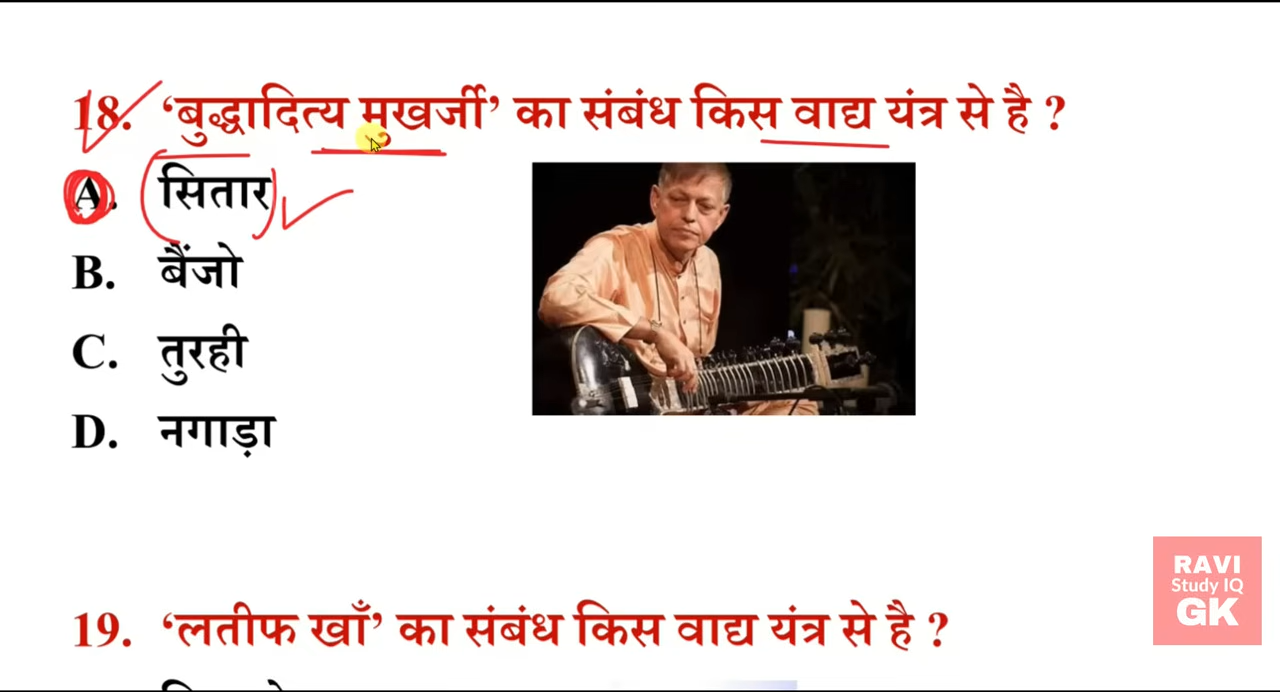 18. ‘बुद्धादित्य मुखर्जी’ का संबंध किस वाद्य यंत्र से है ?
A. सितार
B. बैंजो
C. तुरही
D. नगाड़ा
RAVI
Study IQ
GK
19. ‘लतीफ खाँ’ का संबंध किस वाद्य यंत्र से है ?